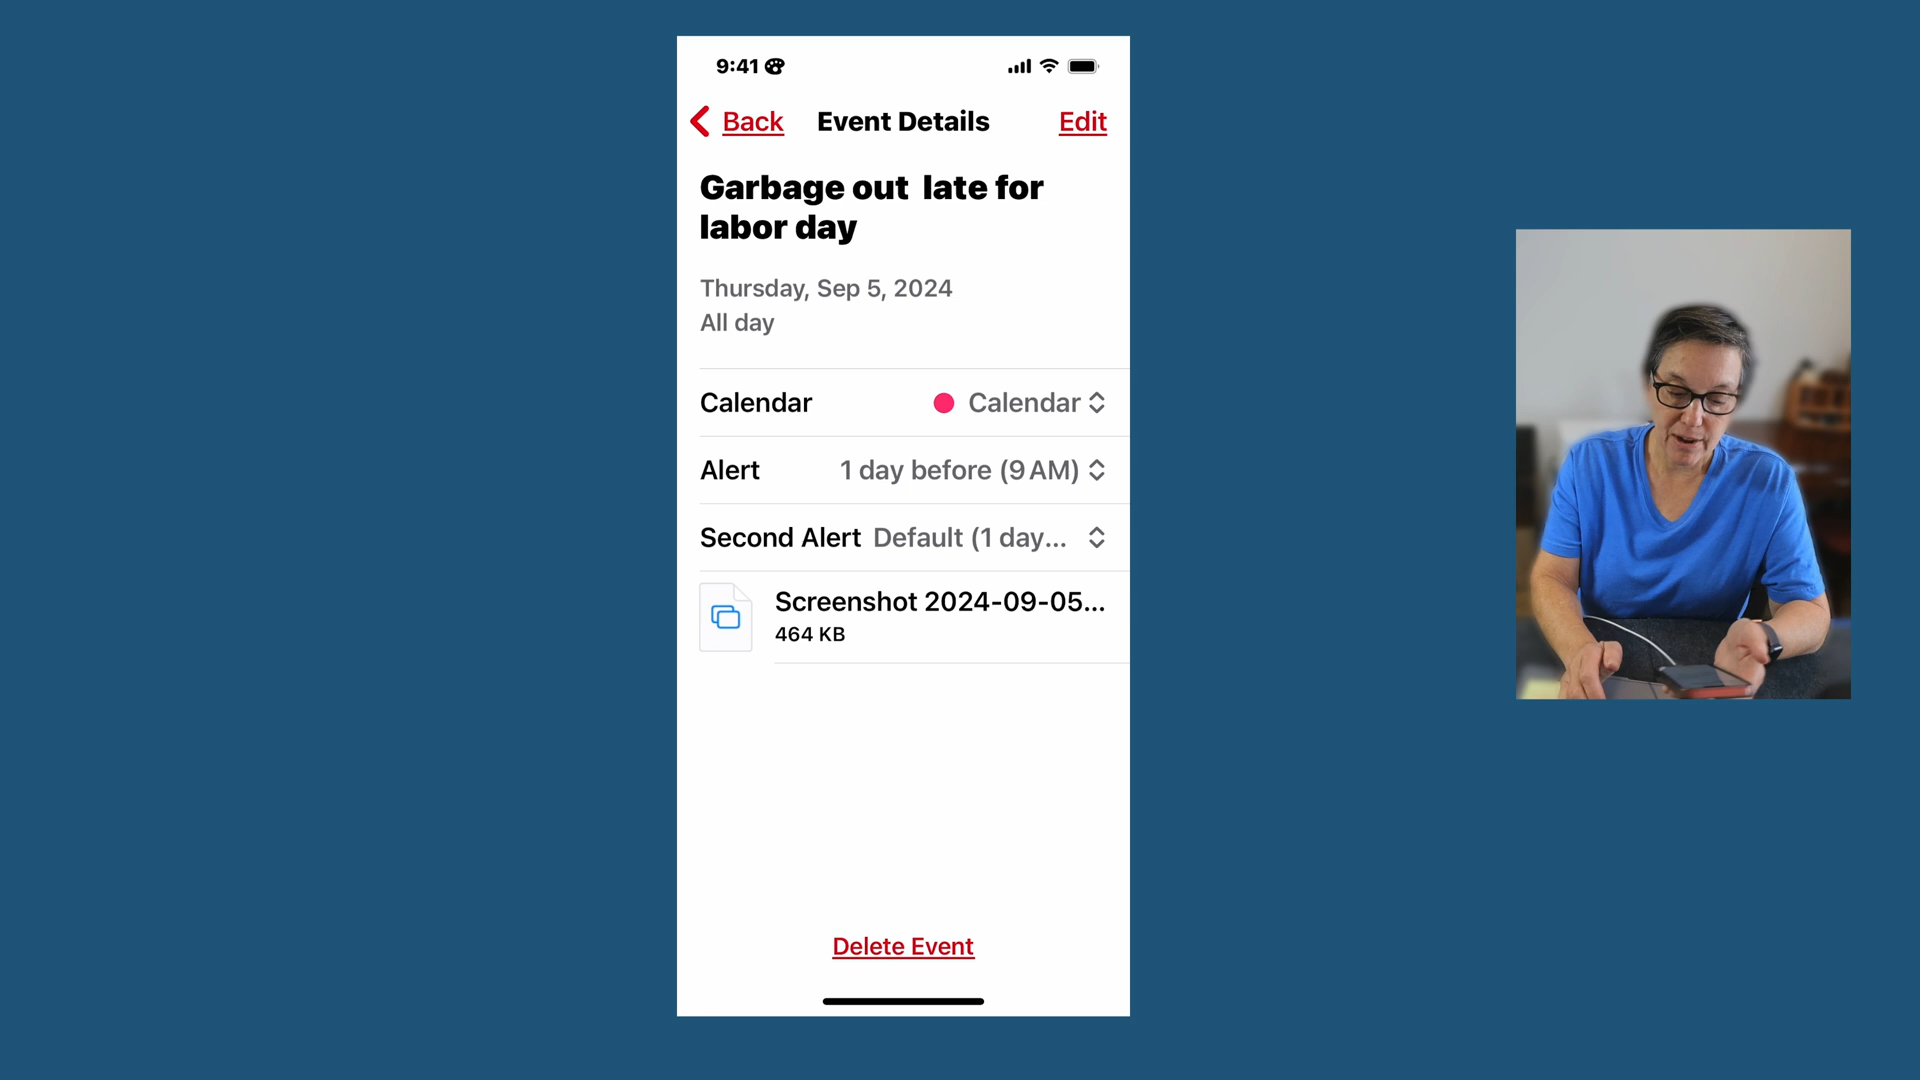 9:41
Back
Event Details
Edit
Garbage out late for
labor day
Thursday, Sep 5, 2024
All day
Calendar
Calendar
Alert
1 day before (9 AM)
Second Alert
Default (1 day...
Screenshot 2024-09-05...
464 KB
Delete Event